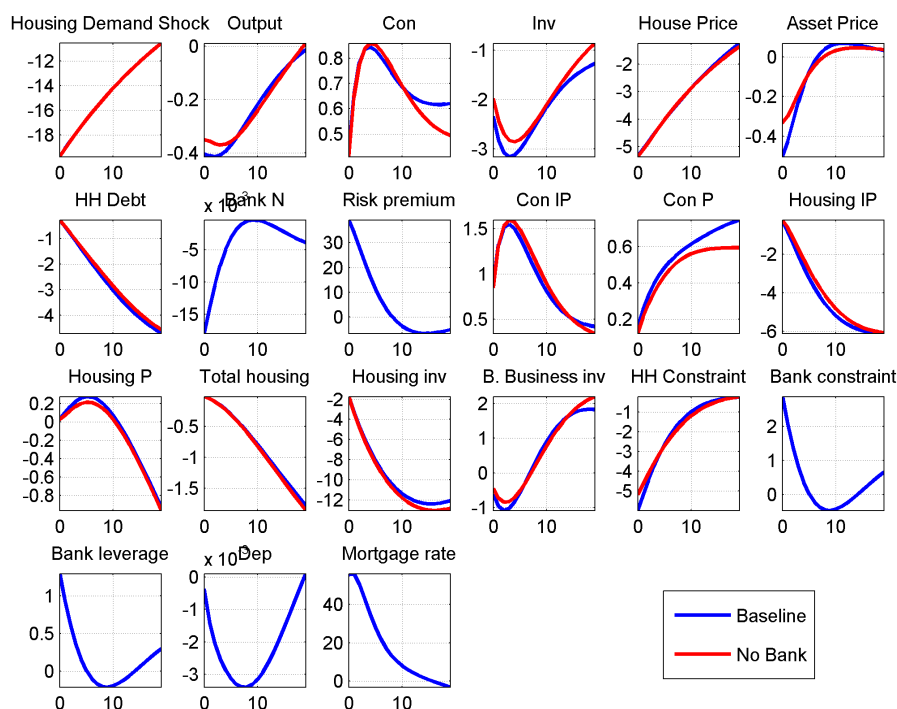 Housing Demand Shock Output Con Inv House Price Asset Price
-12 -14 -16 -18 0 10
0 -0.2 -0.4 0 10
0.8 0.7 0.6 0.5 0 10
-1 -2 -3 0 10
-2 -3 -4 -5 0 10
0 -0.2 -0.4 0 10
HH Debt Bank N Risk premium Con IP Con P Housing IP
-1 -2 -3 -4 0 10
x 10-3 -5 -10 -15 0 10
30 20 10 0 0 10
1.5 1 0.5 0 10
0.6 0.4 0.2 0 10
-2 -4 -6 0 10
Housing P Total housing Housing inv B. Business inv HH Constraint Bank constraint
0.2 0 -0.2 -0.4 -0.6 -0.8 0 10
-0.5 -1 -1.5 0 10
-2 -4 -6 -8 -10 -12 0 10
2 1 0 -1 0 10
-1 -2 -3 -4 -5 0 10
2 1 0 0 10
Bank leverage Dep Mortgage rate
1 0.5 0 0 10
x 10-3 0 -1 -2 -3 0 10
40 20 0 0 10
Baseline
No Bank